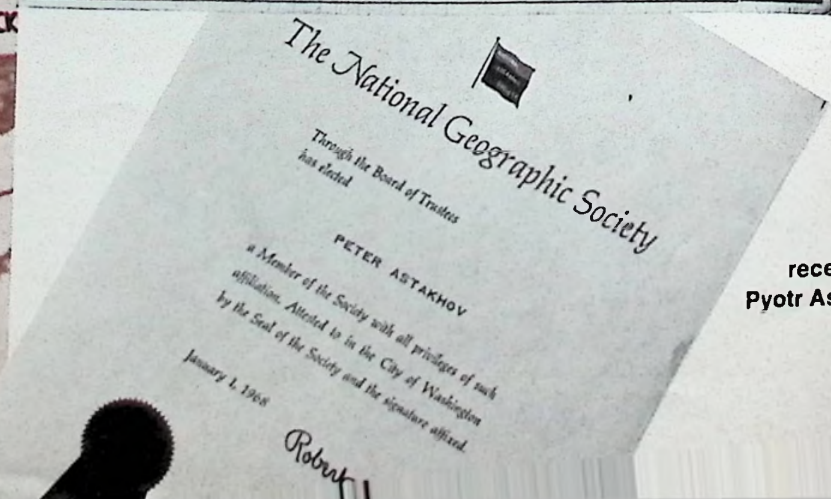 The National Geographic Society
Through the Board of Trustees
has elected
PETER ASTAKHOV
a Member of the Society with all privileges of such
affiliation. Attested to in the City of Washington
by the Seal of the Society and the signature affixed.
January 1, 1968
Robert
rece
Pyotr As
CK